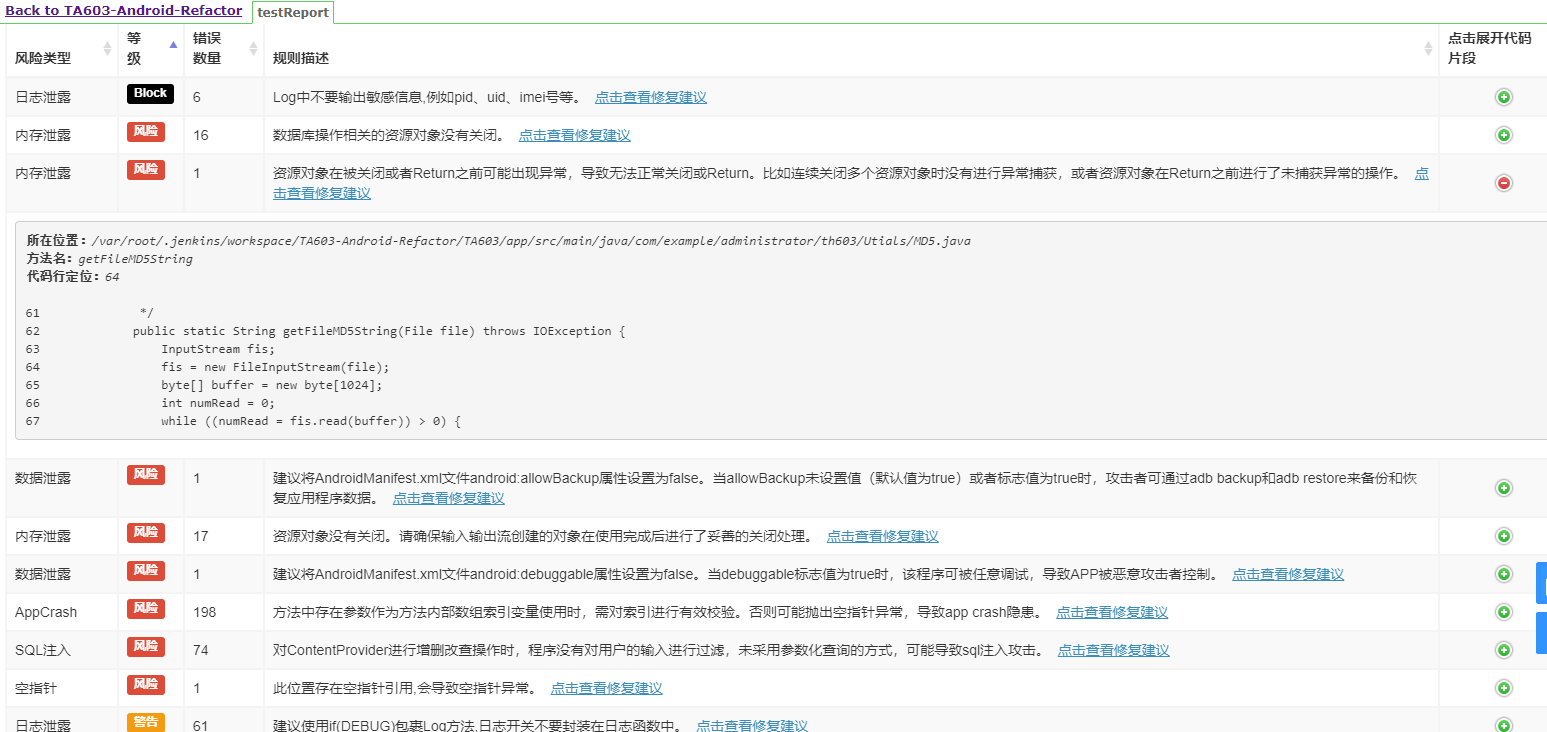 Back to TA603-Android-Refactor testReport
风险类型 等级 错误数量 规则描述 点击展开代码片段
日志泄露 Block 6 Log中不要输出敏感信息,例如pid、uid、imei号等。 点击查看修复建议
内存泄露 风险 16 数据库操作相关的资源对象没有关闭。 点击查看修复建议
内存泄露 风险 1 资源对象在被关闭或者Return之前可能出现异常，导致无法正常关闭或Return。比如连续关闭多个资源对象时没有进行异常捕获，或者资源对象在Return之前进行了未捕获异常的操作。 点
击查看修复建议
所在位置: /var/root/.jenkins/workspace/TA603-Android-Refactor/TA603/app/src/main/java/com/example/administrator/th603/Utials/MD5.java
方法名: getFileMD5String
代码行定位: 64
61 */
62 public static String getFileMD5String(File file) throws IOException {
63 InputStream fis;
64 fis = new FileInputStream(file);
65 byte[] buffer = new byte[1024];
66 int numRead = 0;
67 while ((numRead = fis.read(buffer)) > 0) {
数据泄露 风险 1 建议将AndroidManifest.xml文件android:allowBackup属性设置为false。当allowBackup未设置值（默认值为true）或者标志值为true时，攻击者可通过adb backup和adb restore来备份和恢
复应用程序数据。 点击查看修复建议
内存泄露 风险 17 资源对象没有关闭。请确保输入输出流创建的对象在使用完成后进行了妥善的关闭处理。 点击查看修复建议
数据泄露 风险 1 建议将AndroidManifest.xml文件android:debuggable属性设置为false。当debuggable标志值为true时，该程序可被任意调试，导致APP被恶意攻击者控制。 点击查看修复建议
AppCrash 风险 198 方法中存在参数作为方法内部数组索引变量使用时，需对索引进行有效校验。否则可能抛出空指针异常，导致app crash隐患。 点击查看修复建议
SQL注入 风险 74 对ContentProvider进行增删改查操作时，程序没有对用户的输入进行过滤，未采用参数化查询的方式，可能导致sql注入攻击。 点击查看修复建议
空指针 风险 1 此位置存在空指针引用,会导致空指针异常。 点击查看修复建议
日志泄露 警告 61 建议使用if(DEBUG)包裹Log方法,日志开关不要封装在日志函数中。 点击查看修复建议